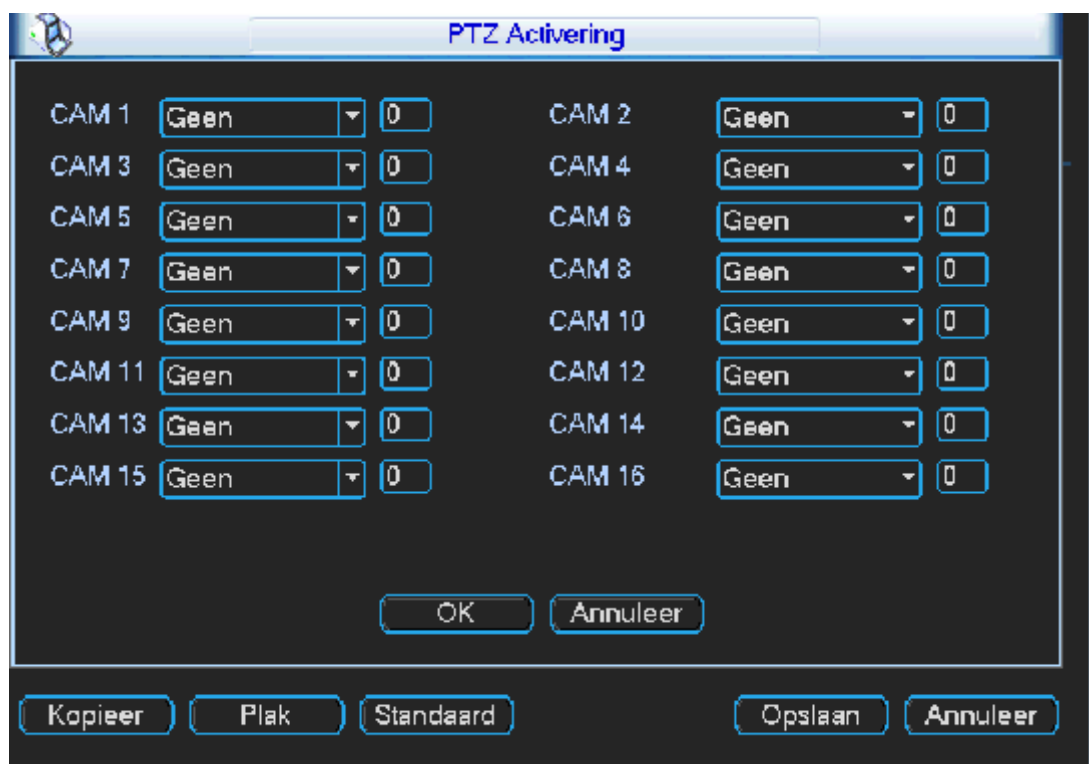 PTZ Activering
CAM 1 Geen 0 CAM 2 Geen 0
CAM 3 Geen 0 CAM 4 Geen 0
CAM 5 Geen 0 CAM 6 Geen 0
CAM 7 Geen 0 CAM 8 Geen 0
CAM 9 Geen 0 CAM 10 Geen 0
CAM 11 Geen 0 CAM 12 Geen 0
CAM 13 Geen 0 CAM 14 Geen 0
CAM 15 Geen 0 CAM 16 Geen 0
OK Annuleer
Kopieer Plak Standaard Opslaan Annuleer